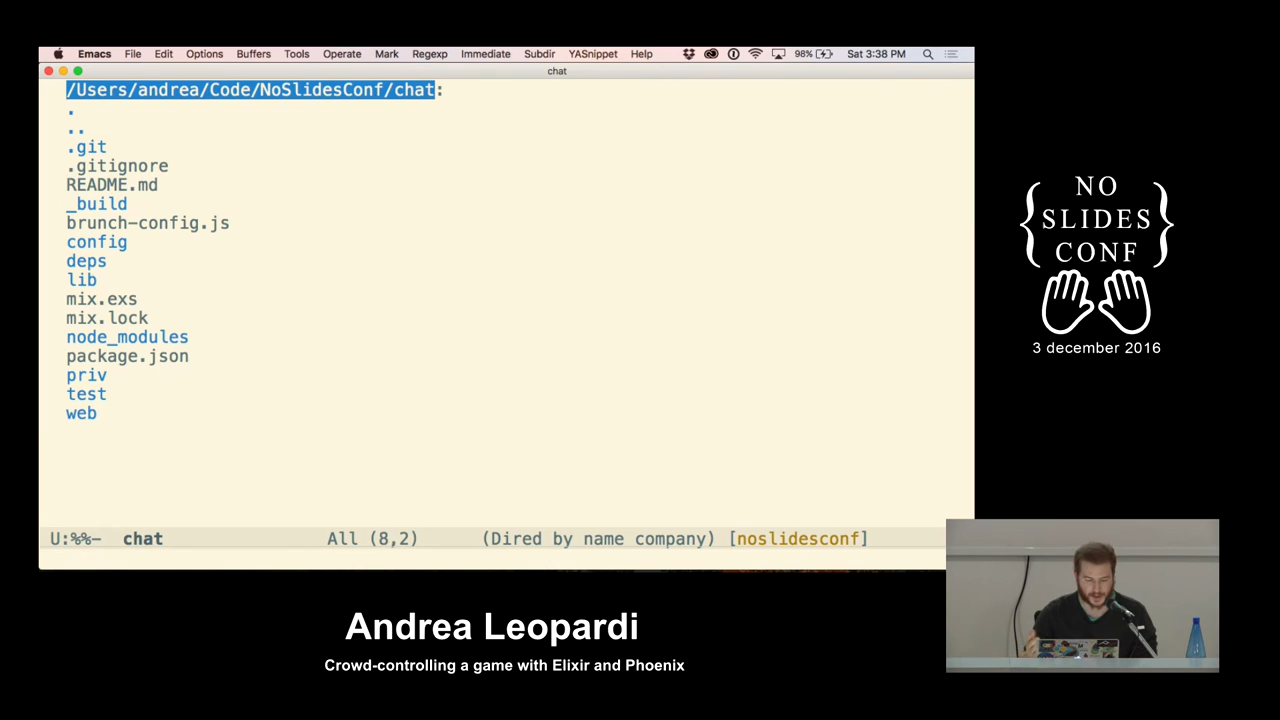 Emacs File Edit Options Buffers Tools Operate Mark Regexp Immediate Subdir YASnippet Help 98% Sat 3:38 PM
chat
/Users/andrea/Code/NoSlidesConf/chat:
.
..
.git
.gitignore
README.md
_build
brunch-config.js
config
deps
lib
mix.exs
mix.lock
node_modules
package.json
priv
test
web
U:%%- chat All (8,2) (Dired by name company) [noslidesconf]
NO
SLIDES
CONF
3 december 2016
Andrea Leopardi
Crowd-controlling a game with Elixir and Phoenix